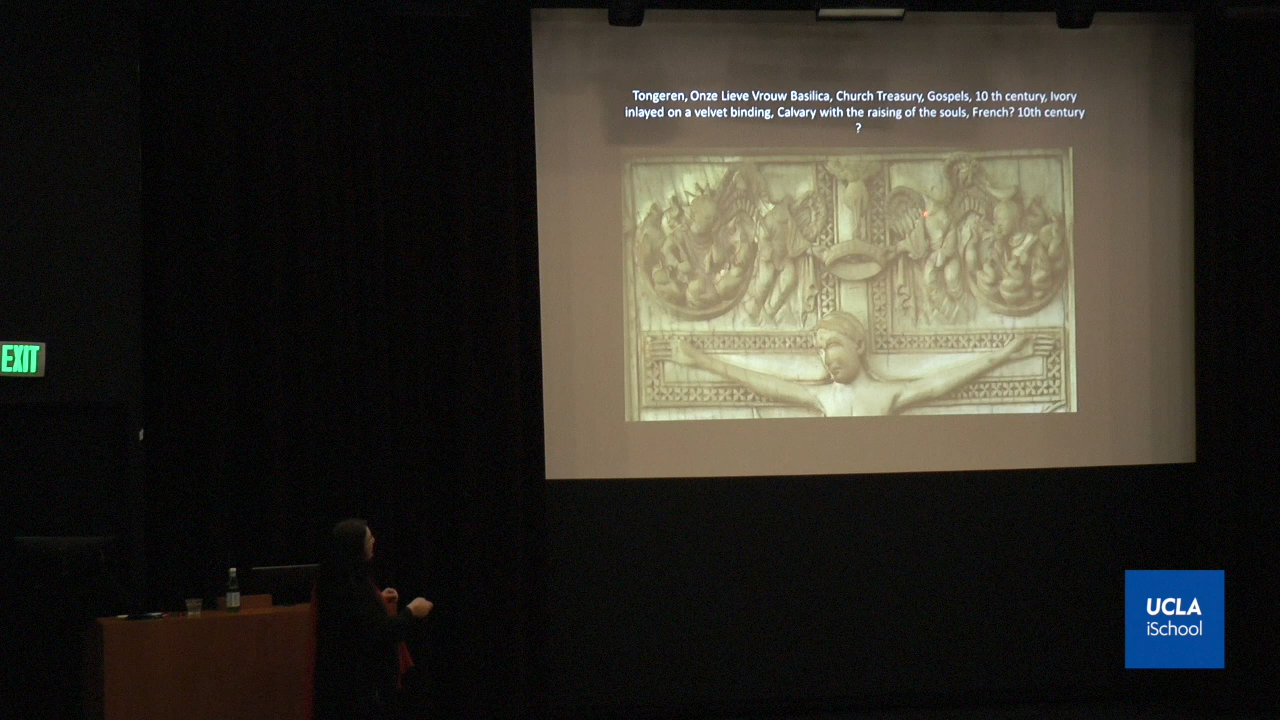 Tongeren, Onze Lieve Vrouw Basilica, Church Treasury, Gospels, 10 th century, Ivory
inlayed on a velvet binding, Calvary with the raising of the souls, French? 10th century
?
EXIT
UCLA
iSchool